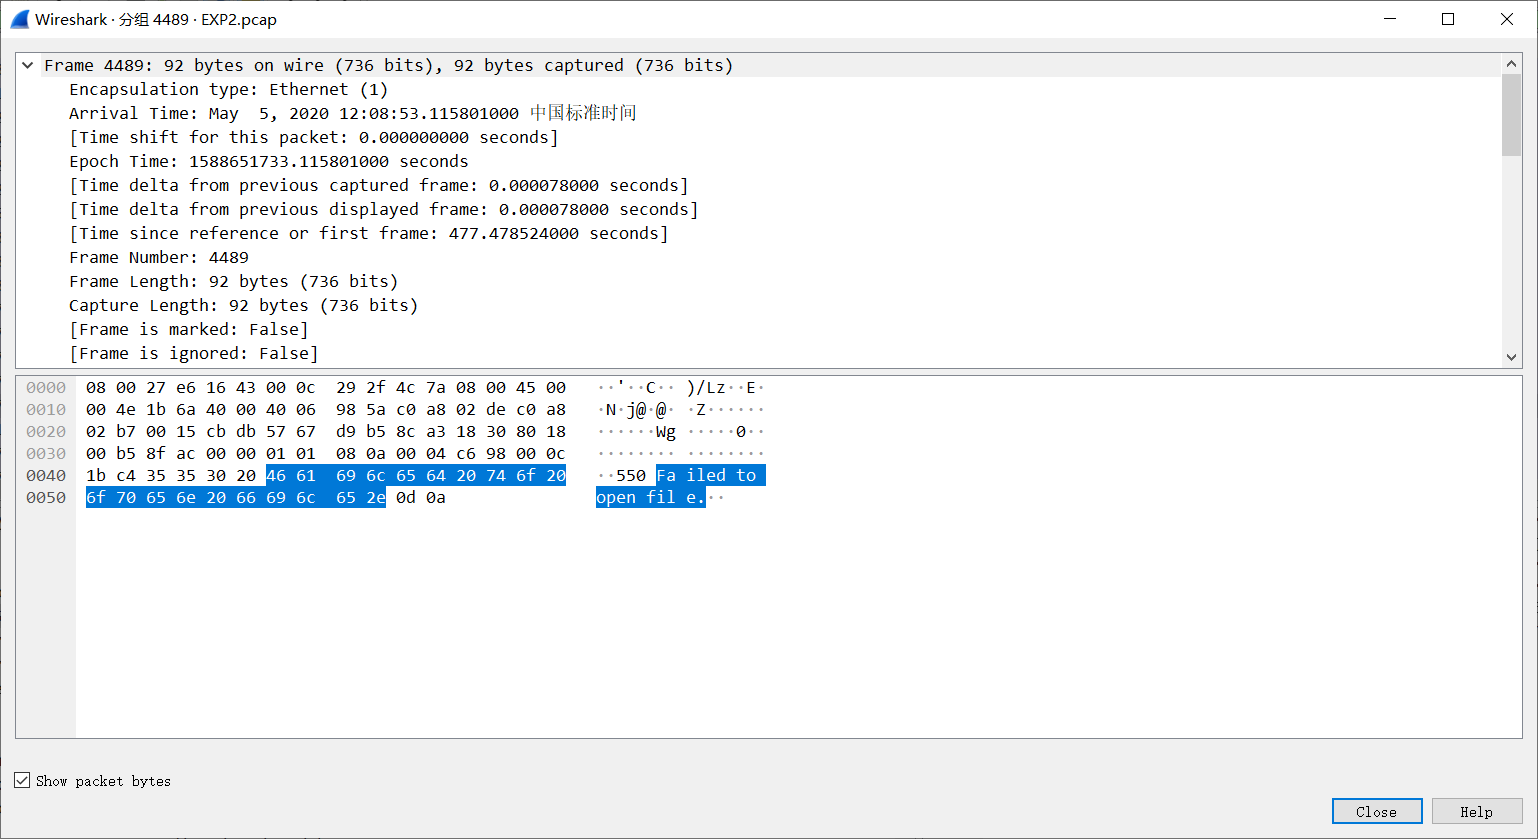 Wireshark · 分组 4489 · EXP2.pcap
Frame 4489: 92 bytes on wire (736 bits), 92 bytes captured (736 bits)
Encapsulation type: Ethernet (1)
Arrival Time: May  5, 2020 12:08:53.115801000 中国标准时间
[Time shift for this packet: 0.000000000 seconds]
Epoch Time: 1588651733.115801000 seconds
[Time delta from previous captured frame: 0.000078000 seconds]
[Time delta from previous displayed frame: 0.000078000 seconds]
[Time since reference or first frame: 477.478524000 seconds]
Frame Number: 4489
Frame Length: 92 bytes (736 bits)
Capture Length: 92 bytes (736 bits)
[Frame is marked: False]
[Frame is ignored: False]
0000 08 00 27 e6 16 43 00 0c 29 2f 4c 7a 08 00 45 00 ··'··C·· )/Lz··E·
0010 00 4e 1b 6a 40 00 40 06 98 5a c0 a8 02 de c0 a8 ·N·j@·@· ·Z······
0020 02 b7 00 15 cb db 57 67 d9 b5 8c a3 18 30 80 18 ······Wg ·····0··
0030 00 b5 8f ac 00 00 01 01 08 0a 00 04 c6 98 00 0c ········ ········
0040 1b c4 35 35 30 20 46 61 69 6c 65 64 20 74 6f 20 ··550 Fa iled to
0050 6f 70 65 6e 20 66 69 6c 65 2e 0d 0a open fil e.··
Show packet bytes
Close Help